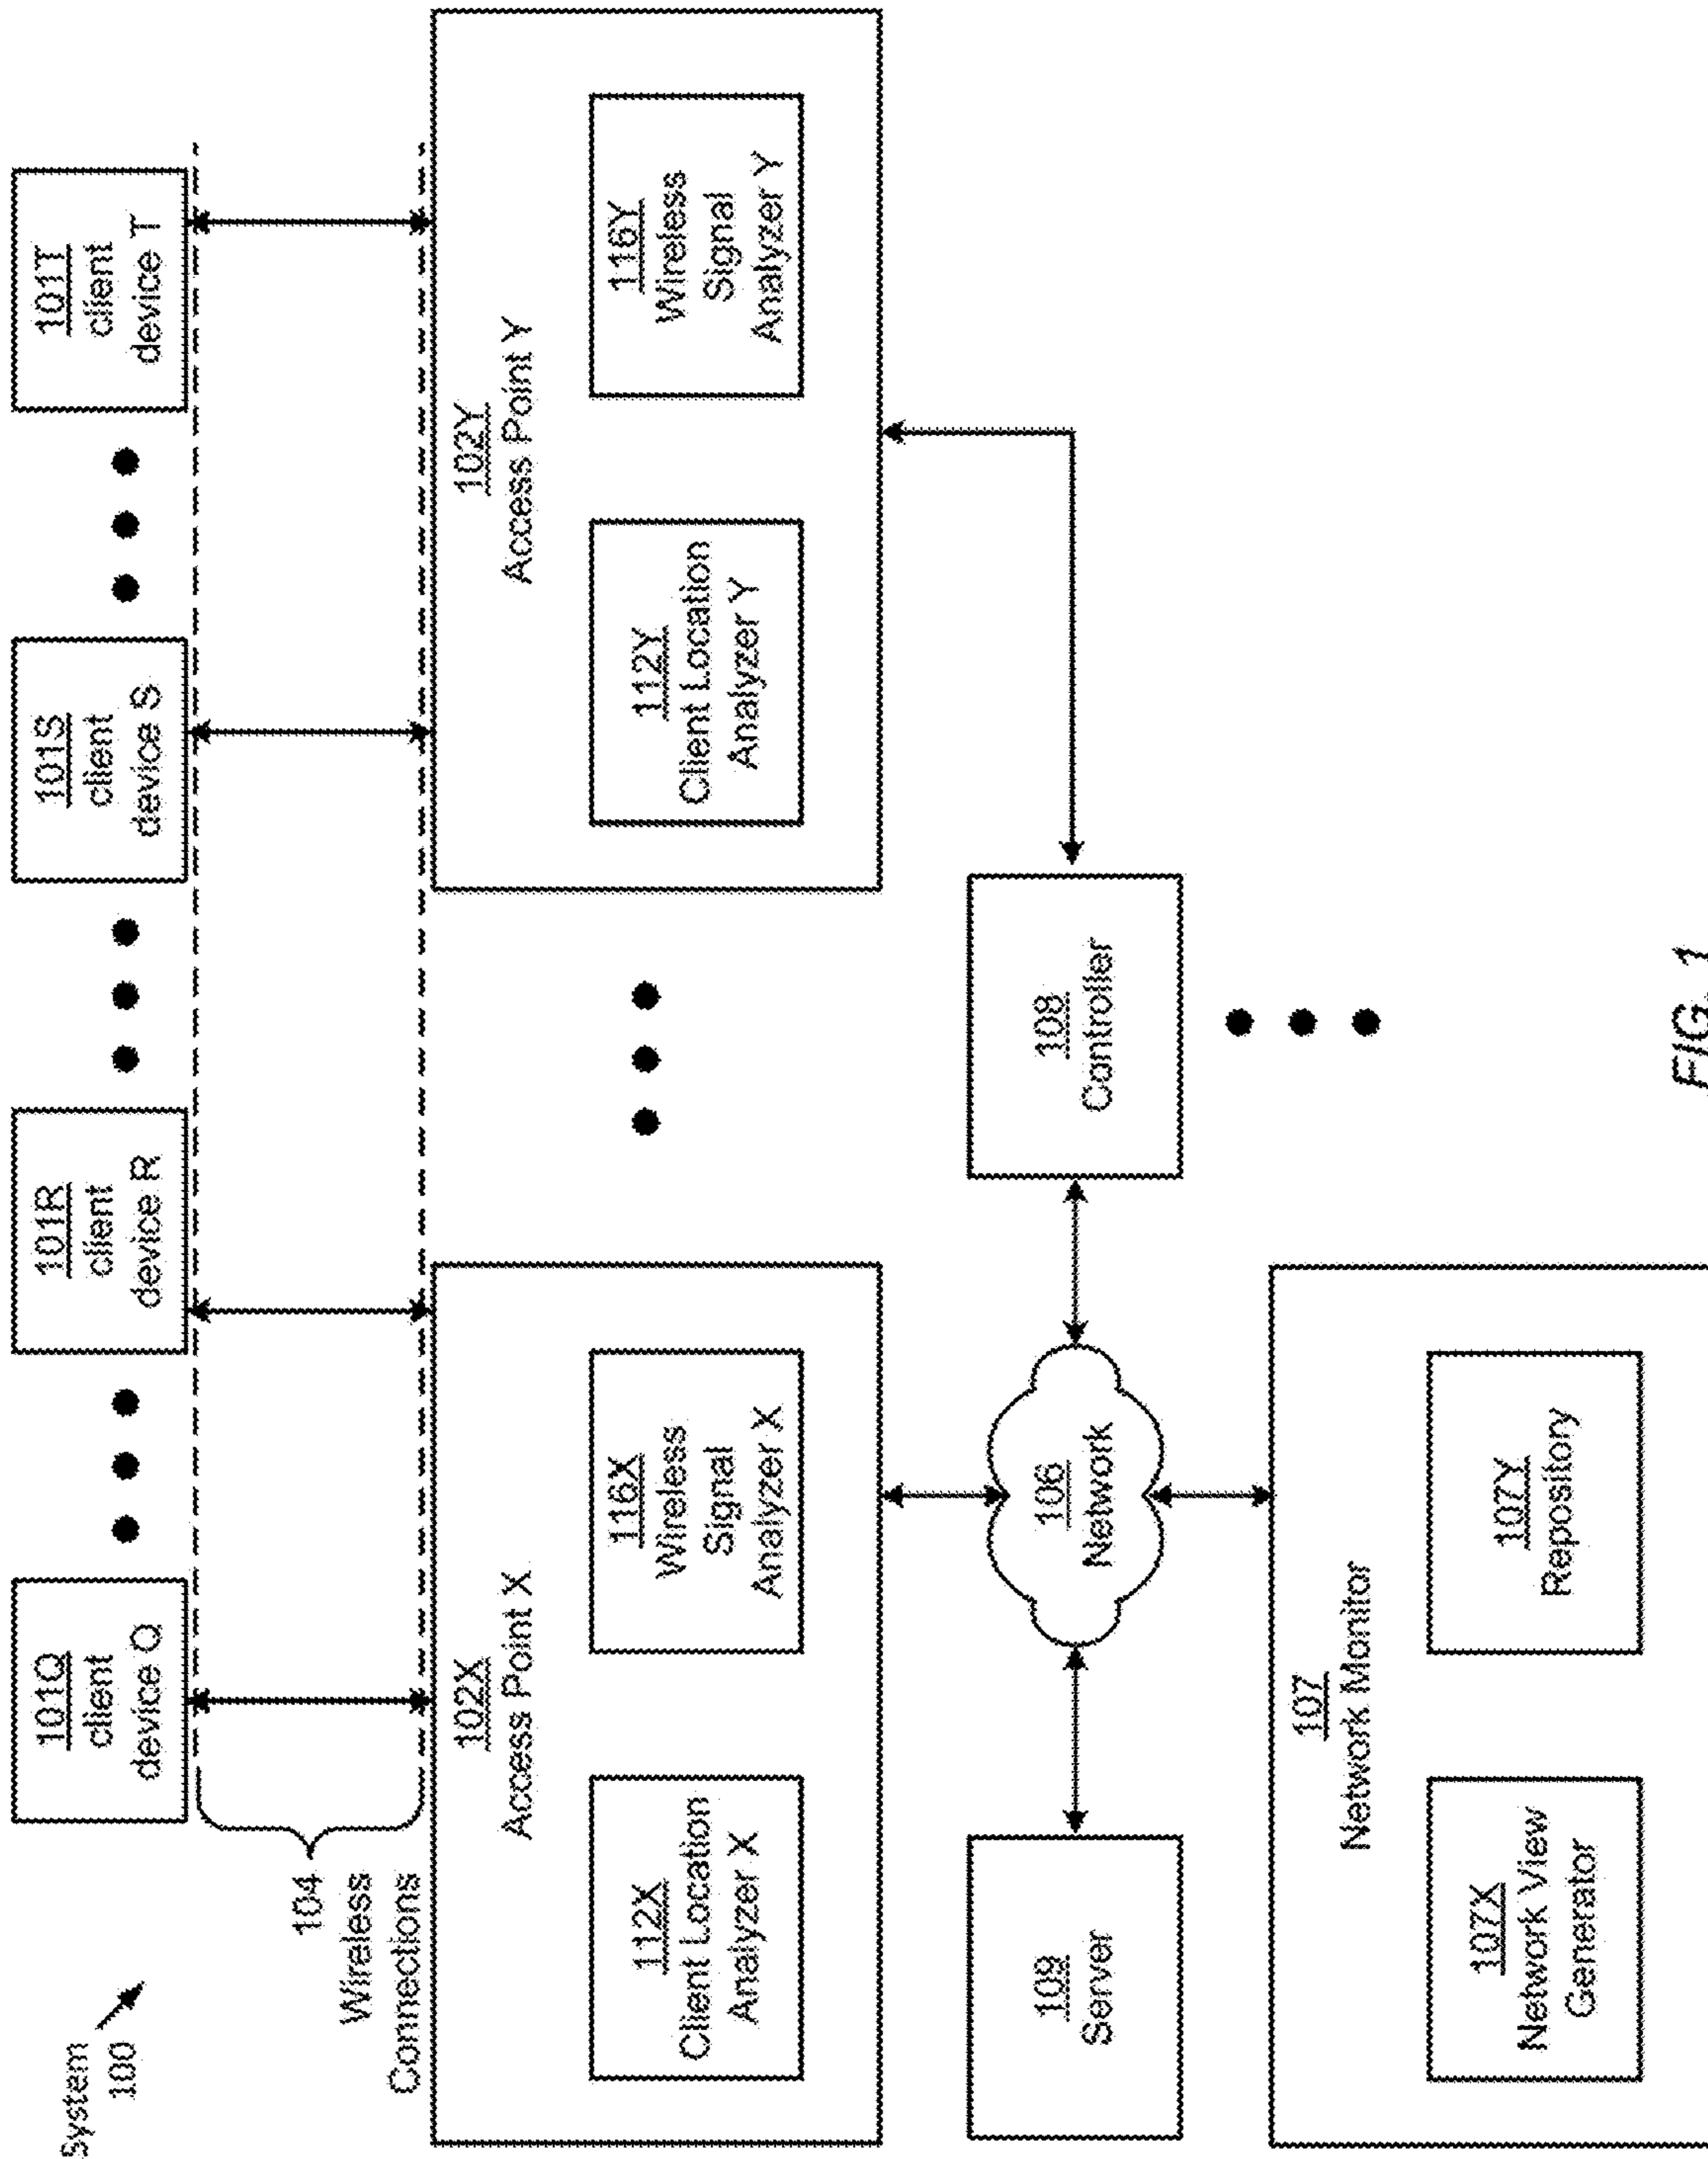 System
100
101Q
client
device Q
101R
client
device R
101S
client
device S
101T
client
device T
104
Wireless
Connections
102X
Access Point X
112X
Client Location
Analyzer X
116X
Wireless
Signal
Analyzer X
102Y
Access Point Y
112Y
Client Location
Analyzer Y
116Y
Wireless
Signal
Analyzer Y
109
Server
106
Network
108
Controller
107
Network Monitor
107X
Network View
Generator
107Y
Repository
FIG. 1